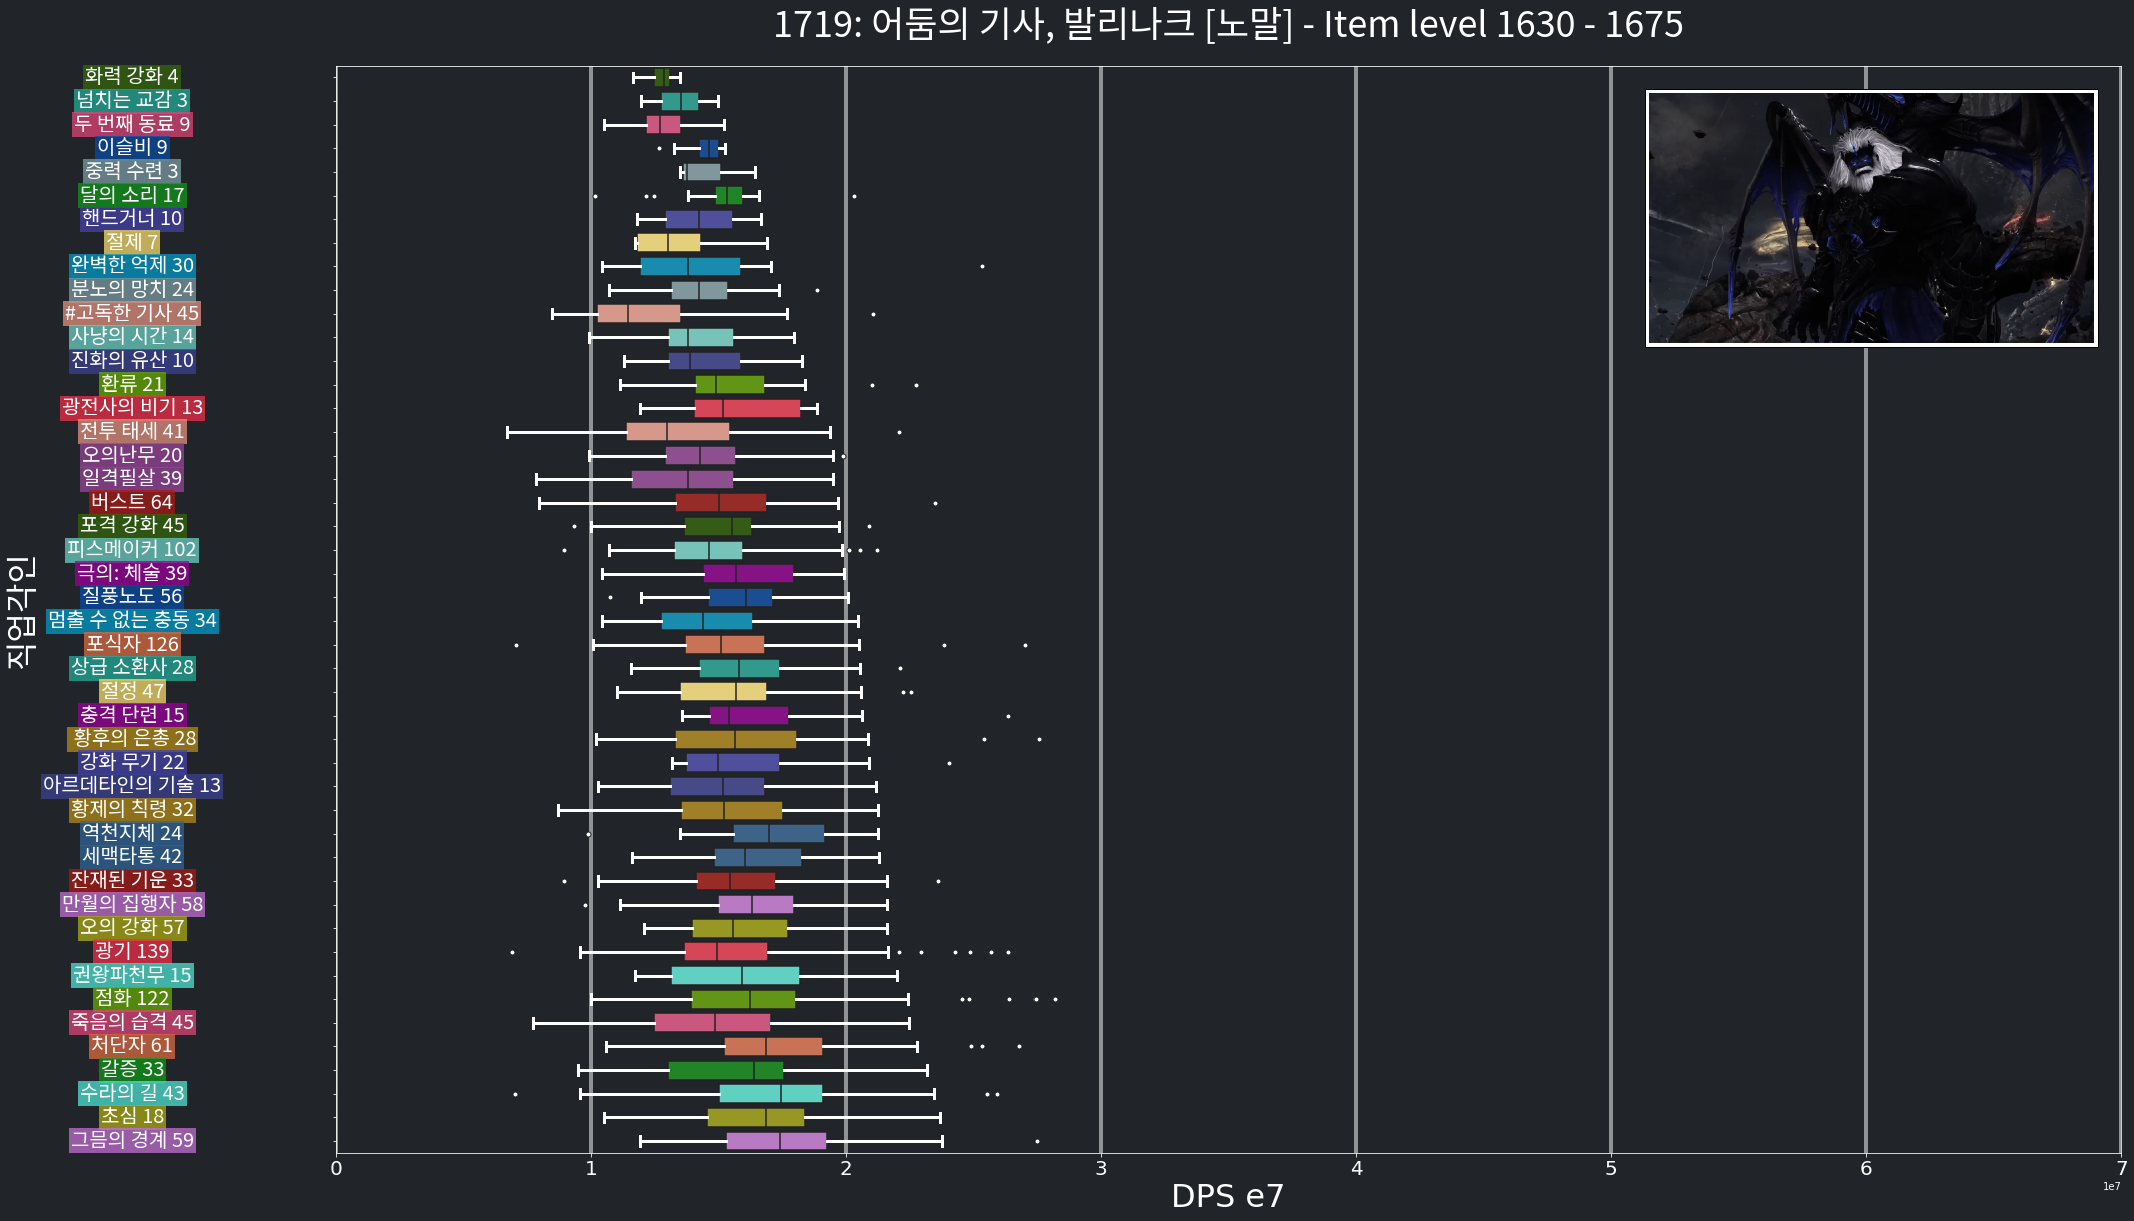 1719: 어둠의 기사, 발리나크 [노말] - Item level 1630 - 1675
화력 강화 4
넘치는 교감 3
두 번째 동료 9
이슬비 9
중력 수련 3
달의 소리 17
핸드거너 10
절제 7
완벽한 억제 30
분노의 망치 24
#고독한 기사 45
사냥의 시간 14
진화의 유산 10
환류 21
광전사의 비기 13
전투 태세 41
오의난무 20
일격필살 39
버스트 64
포격 강화 45
피스메이커 102
극의: 체술 39
질풍노도 56
멈출 수 없는 충동 34
포식자 126
상급 소환사 28
절정 47
충격 단련 15
황후의 은총 28
강화 무기 22
아르데타인의 기술 13
황제의 칙령 32
역천지체 24
세맥타통 42
잔재된 기운 33
만월의 집행자 58
오의 강화 57
광기 139
권왕파천무 15
점화 122
죽음의 습격 45
처단자 61
갈증 33
수라의 길 43
초심 18
그믐의 경계 59
직업각인
0 1 2 3 4 5 6 7
1e7
DPS e7